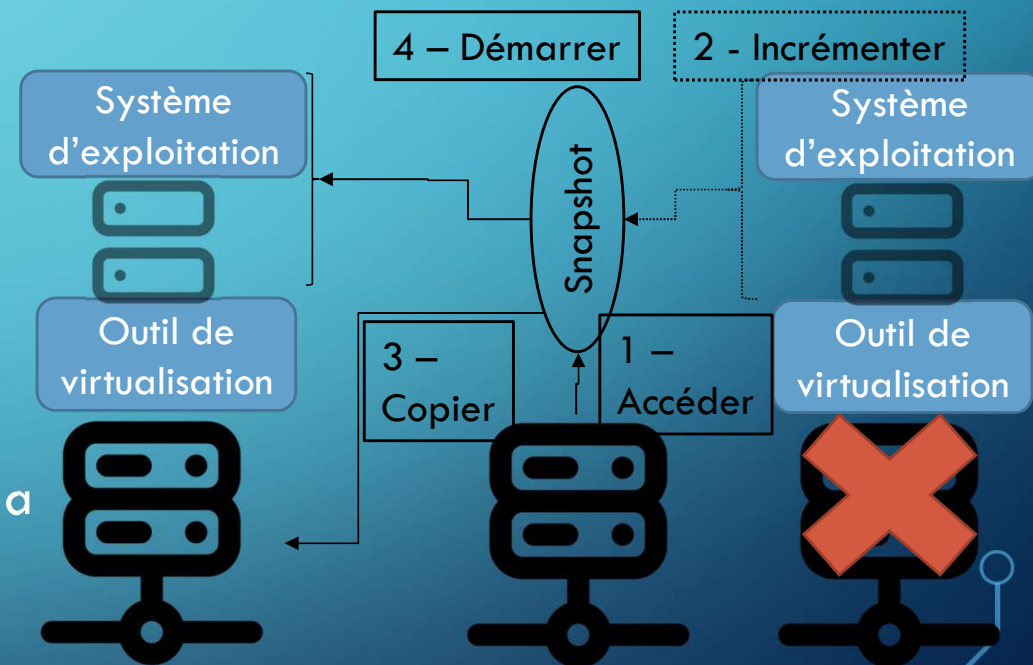 4 – Démarrer
2 - Incrémenter
Système
d'exploitation
Snapshot
Système
d'exploitation
Outil de
virtualisation
3 –
Copier
1 –
Accéder
Outil de
virtualisation
a